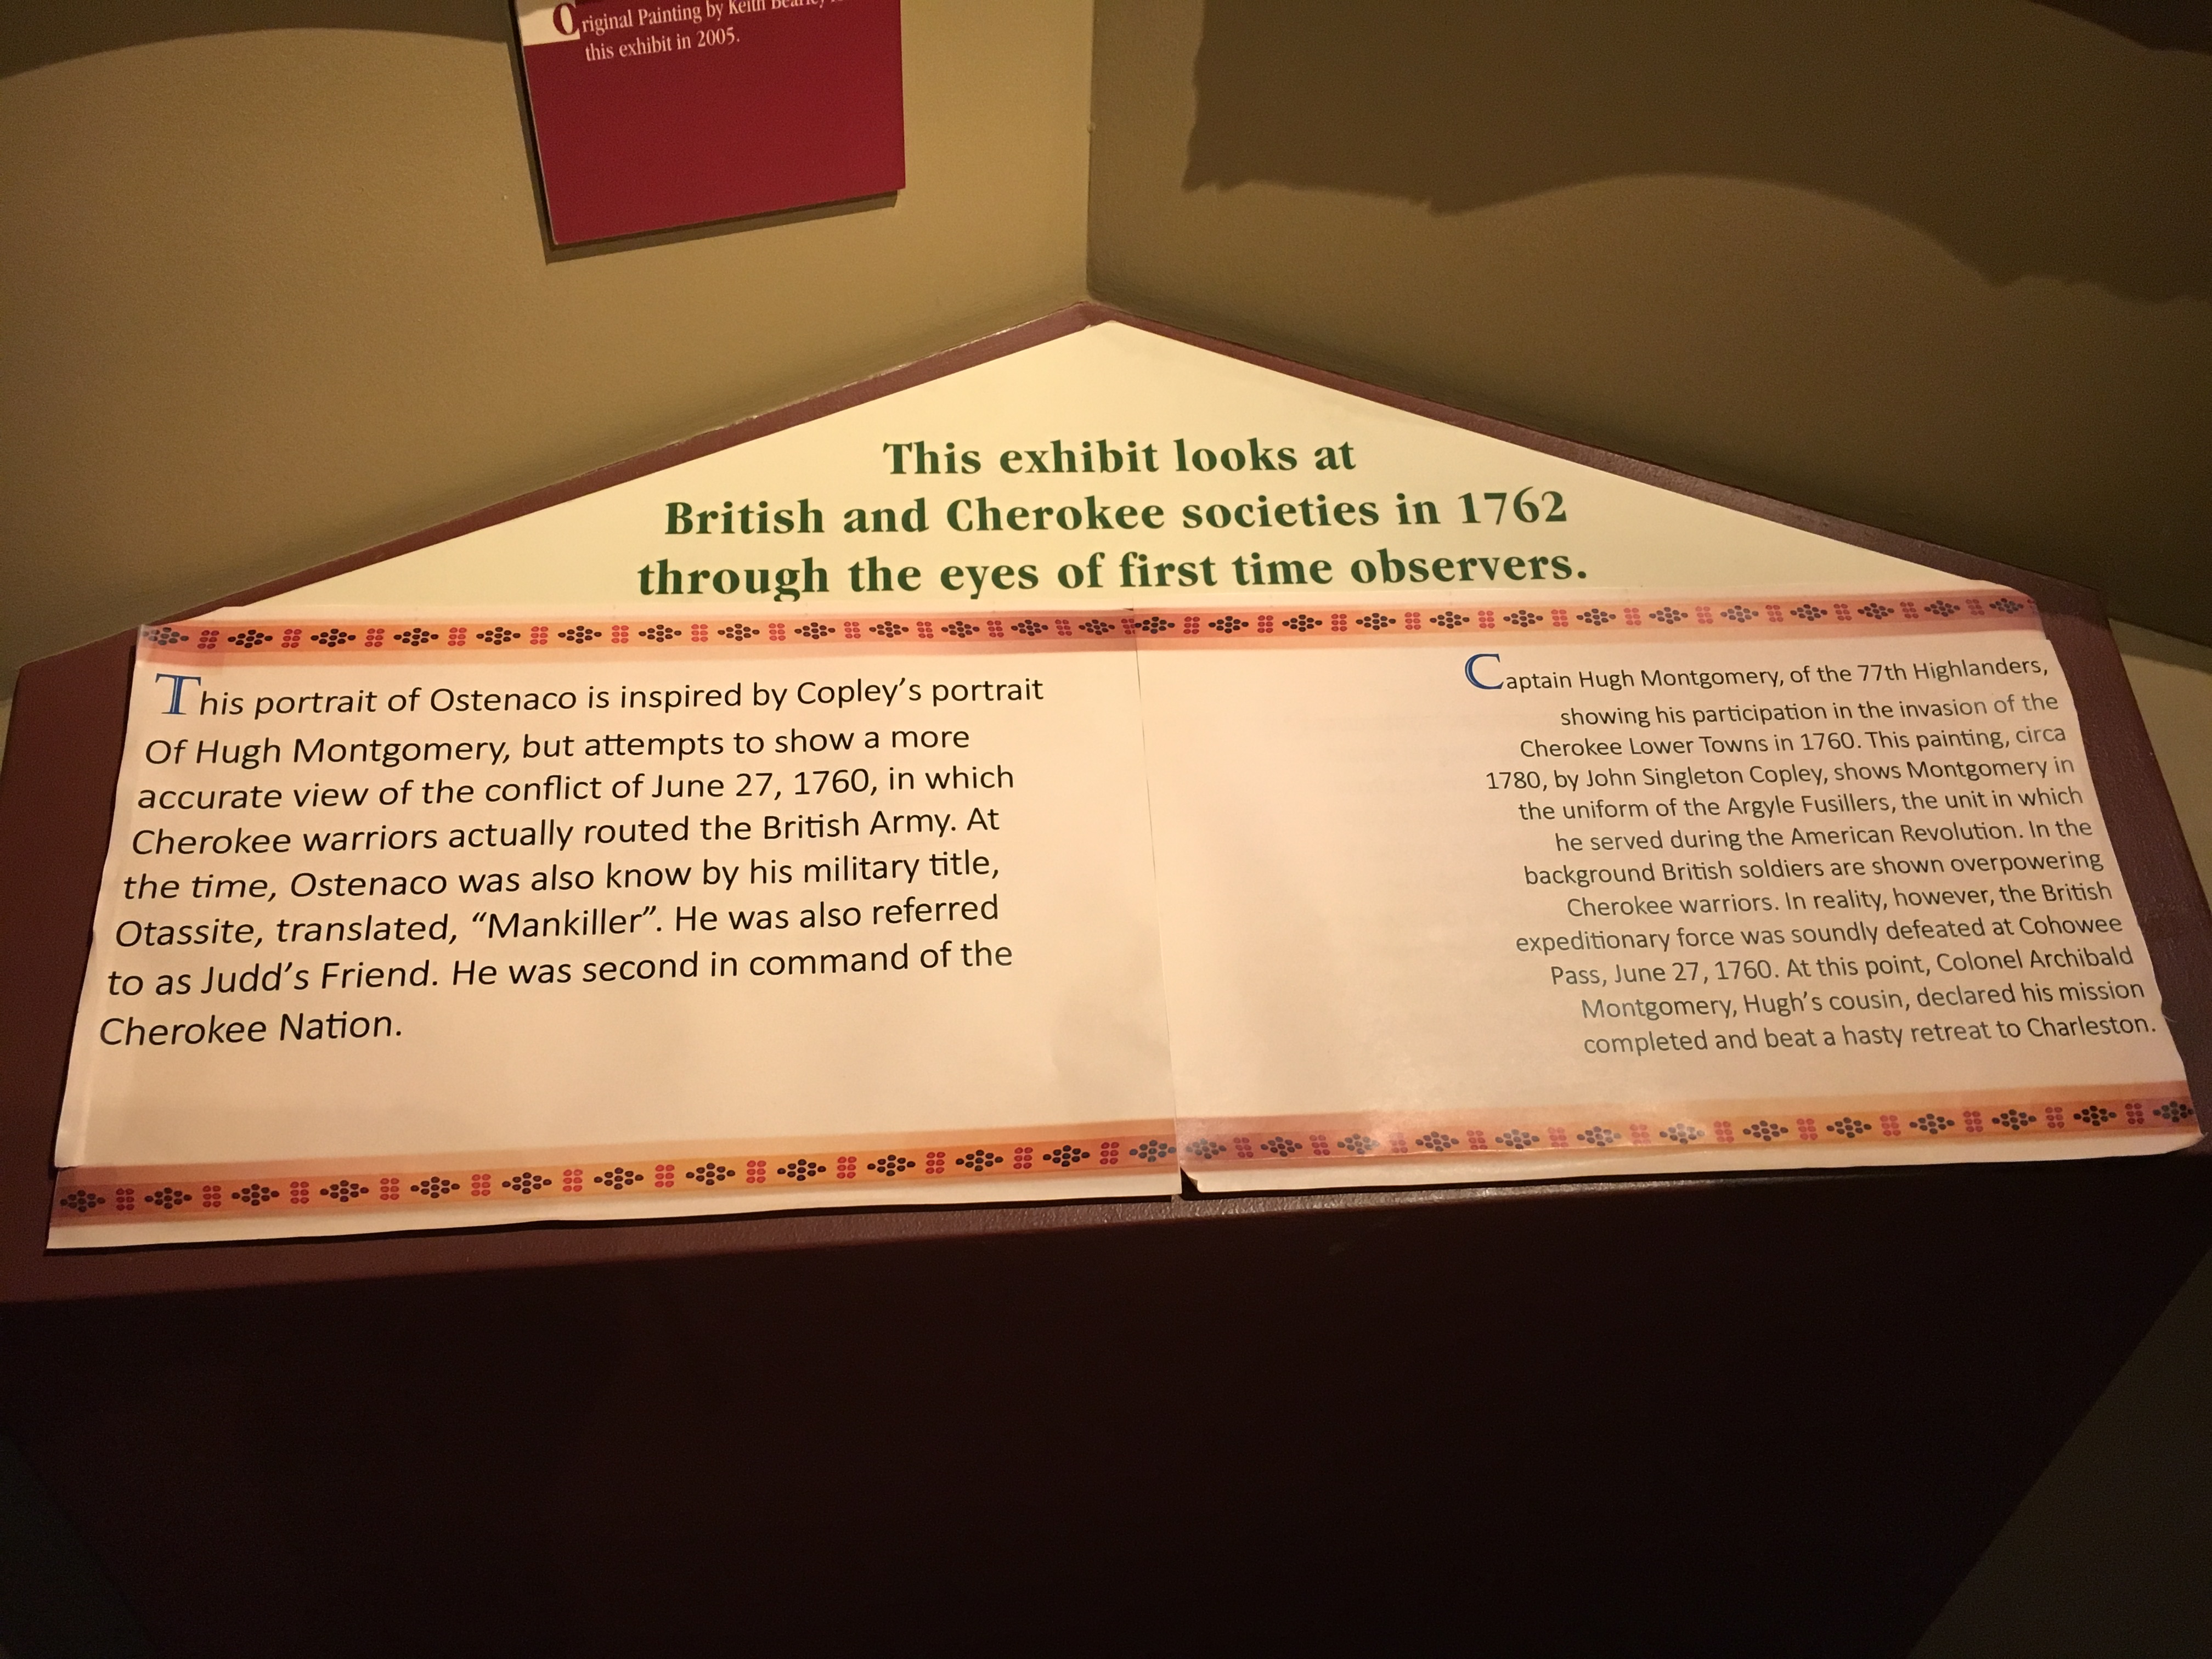 Original Painting by Keith
this exhibit in 2005.
This exhibit looks at
British and Cherokee societies in 1762
through the eyes of first time observers.
This portrait of Ostenaco is inspired by Copley’s portrait
Of Hugh Montgomery, but attempts to show a more
accurate view of the conflict of June 27, 1760, in which
Cherokee warriors actually routed the British Army. At
the time, Ostenaco was also know by his military title,
Otassite, translated, “Mankiller”. He was also referred
to as Judd’s Friend. He was second in command of the
Cherokee Nation.
Captain Hugh Montgomery, of the 77th Highlanders,
showing his participation in the invasion of the
Cherokee Lower Towns in 1760. This painting, circa
1780, by John Singleton Copley, shows Montgomery in
the uniform of the Argyle Fusillers, the unit in which
he served during the American Revolution. In the
background British soldiers are shown overpowering
Cherokee warriors. In reality, however, the British
expeditionary force was soundly defeated at Cohowee
Pass, June 27, 1760. At this point, Colonel Archibald
Montgomery, Hugh’s cousin, declared his mission
completed and beat a hasty retreat to Charleston.